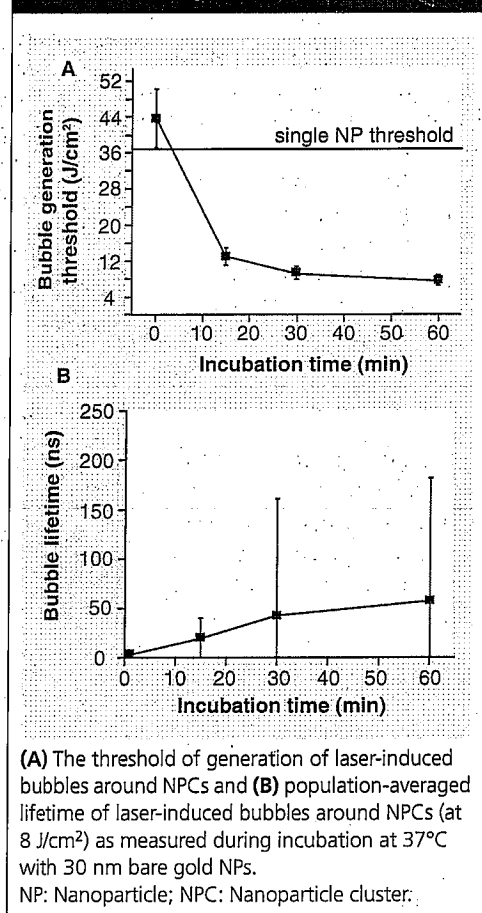 A
Bubble generation
threshold (J/cm²)
52
44
36
28
20
12
4
single NP threshold
0 10 20 30 40 50 60
Incubation time (min)
B
Bubble lifetime (ns)
250
200
150
100
50
0
0 10 20 30 40 50 60
Incubation time (min)
(A) The threshold of generation of laser-induced
bubbles around NPCs and (B) population-averaged
lifetime of laser-induced bubbles around NPCs (at
8 J/cm²) as measured during incubation at 37°C
with 30 nm bare gold NPs.
NP: Nanoparticle; NPC: Nanoparticle cluster.